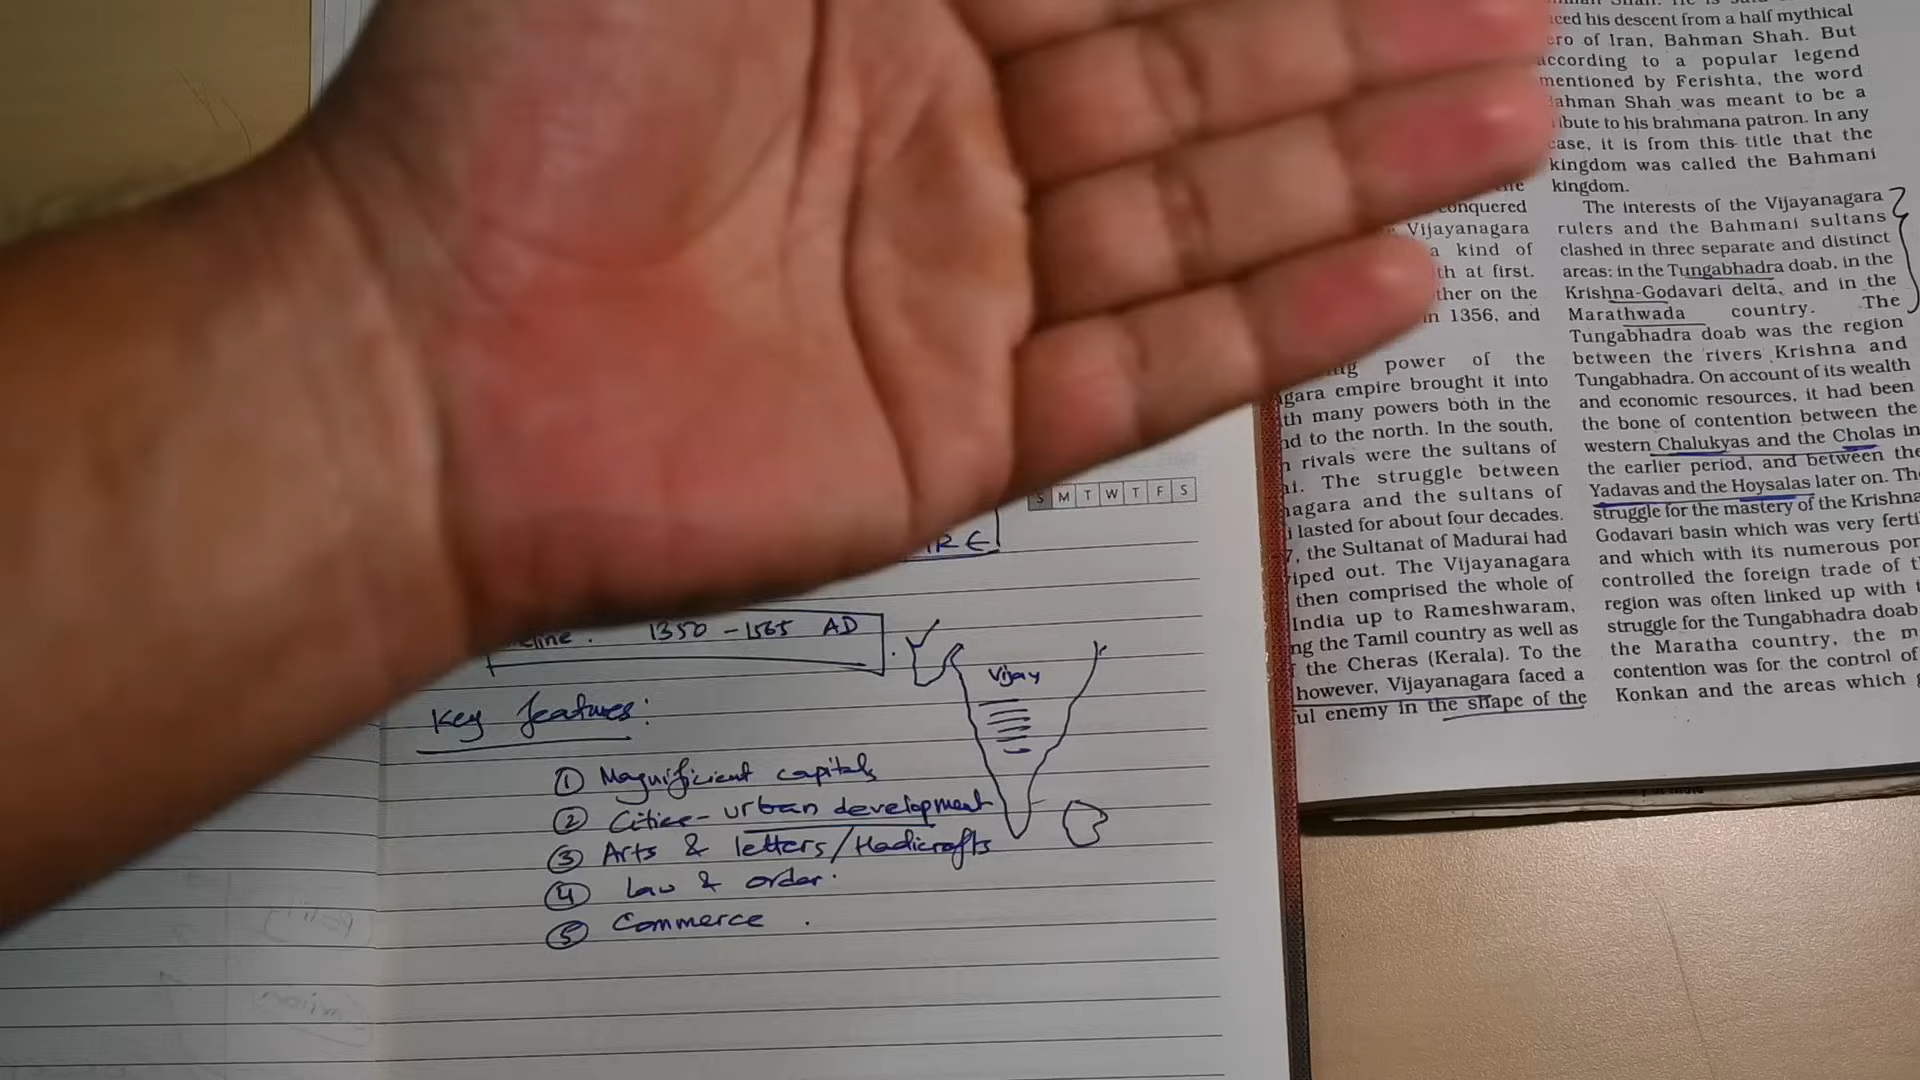 S M T W T F S
IRE
eline : 1350 - 1565 AD
Vijay
Key features:
① Magnificient capitals
② Cities - urban development
③ Arts & letters / Hadicrafts
④ Law & order.
⑤ Commerce .
conquered
Vijayanagara
a kind of
th at first.
ther on the
in 1356, and
ng power of the
gara empire brought it into
th many powers both in the
nd to the north. In the south,
n rivals were the sultans of
ai. The struggle between
nagara and the sultans of
i lasted for about four decades.
7, the Sultanat of Madurai had
iped out. The Vijayanagara
then comprised the whole of
India up to Rameshwaram,
ng the Tamil country as well as
f the Cheras (Kerala). To the
however, Vijayanagara faced a
ful enemy in the shape of the
ced his descent from a half mythical
ero of Iran, Bahman Shah. But
according to a popular legend
mentioned by Ferishta, the word
Bahman Shah was meant to be a
ribute to his brahmana patron. In any
case, it is from this title that the
kingdom was called the Bahmani
kingdom.
The interests of the Vijayanagara
rulers and the Bahmani sultans
clashed in three separate and distinct
areas: in the Tungabhadra doab, in the
Krishna-Godavari delta, and in the
Marathwada country. The
Tungabhadra doab was the region
between the rivers Krishna and
Tungabhadra. On account of its wealth
and economic resources, it had been
the bone of contention between the
western Chalukyas and the Cholas in
the earlier period, and between the
Yadavas and the Hoysalas later on. The
struggle for the mastery of the Krishna
Godavari basin which was very ferti
and which with its numerous por
controlled the foreign trade of t
region was often linked up with t
struggle for the Tungabhadra doab
the Maratha country, the m
contention was for the control of
Konkan and the areas which g